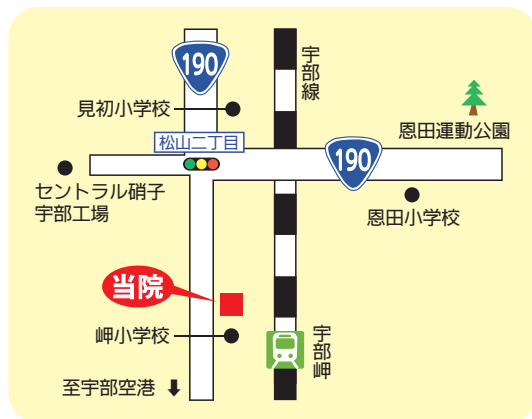 190
宇部線
見初小学校
恩田運動公園
松山二丁目
190
セントラル硝子
宇部工場
恩田小学校
当院
岬小学校
宇部岬
至宇部空港